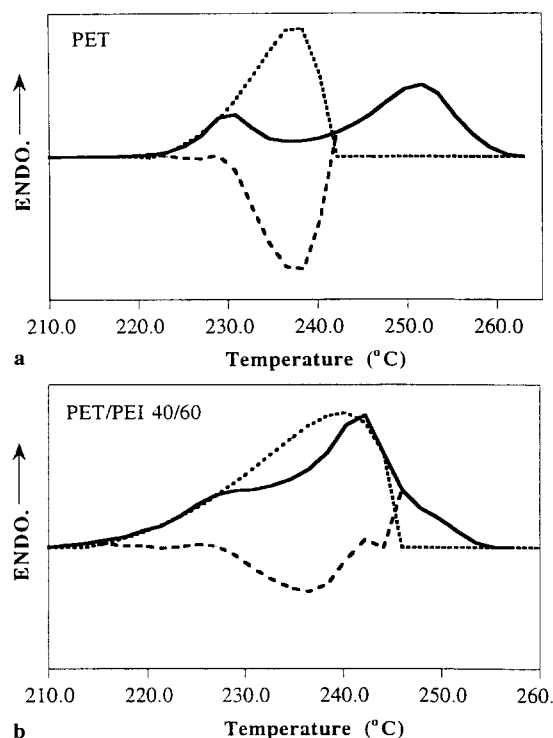 PET
ENDO.
210.0 220.0 230.0 240.0 250.0 260.0
a Temperature (°C)
PET/PEI 40/60
ENDO.
210.0 220.0 230.0 240.0 250.0 260.
b Temperature (°C)